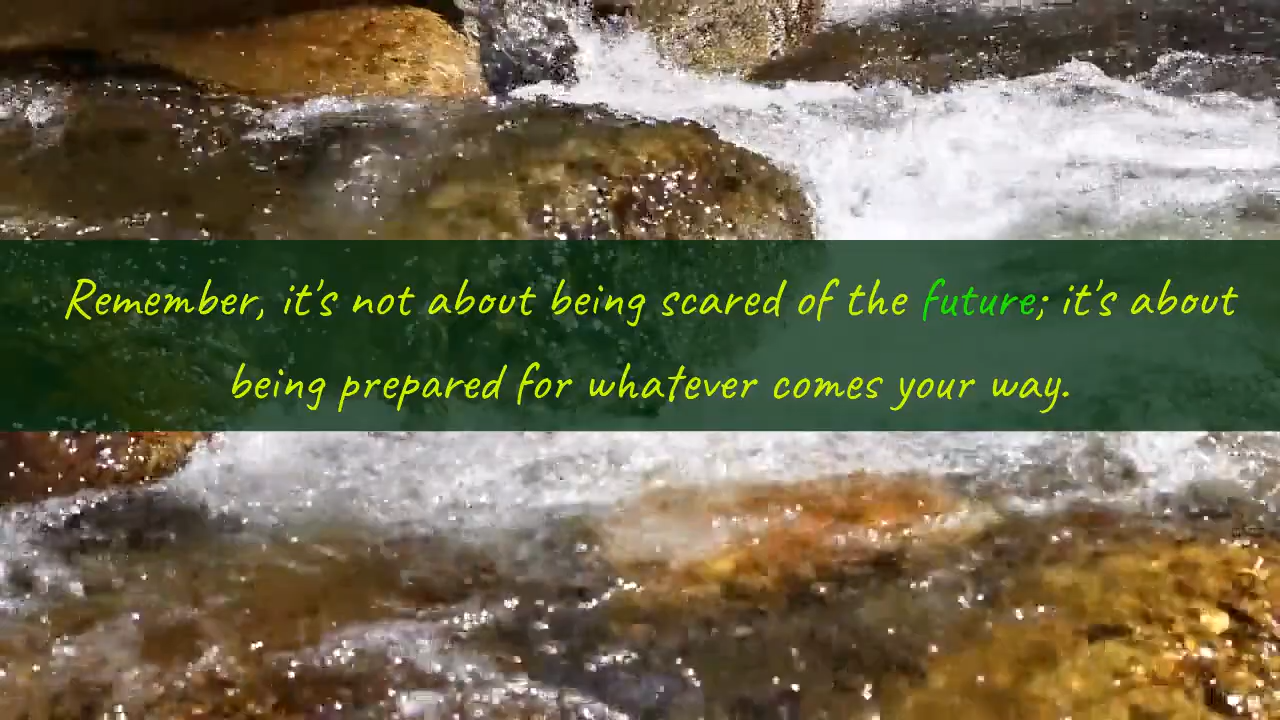 Remember, it's not about being scared of the future; it's about
being prepared for whatever comes your way.